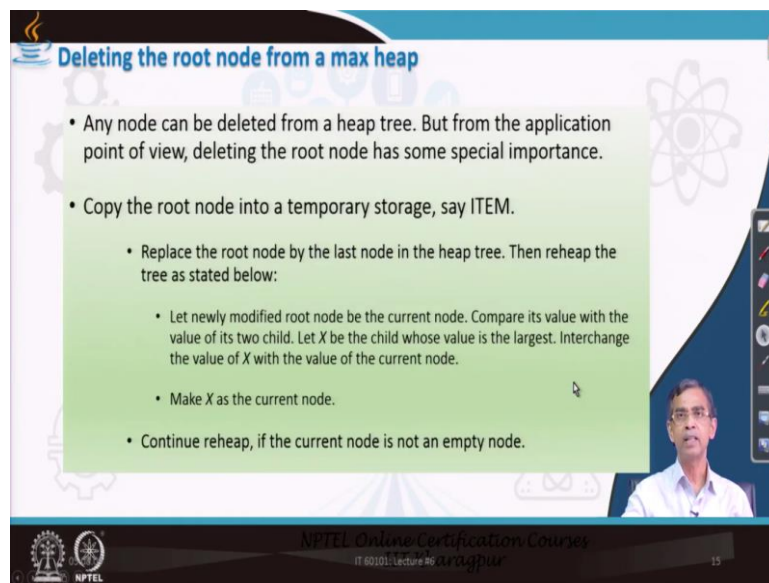 Deleting the root node from a max heap
• Any node can be deleted from a heap tree. But from the application
point of view, deleting the root node has some special importance.
• Copy the root node into a temporary storage, say ITEM.
• Replace the root node by the last node in the heap tree. Then reheap the
tree as stated below:
• Let newly modified root node be the current node. Compare its value with the
value of its two child. Let X be the child whose value is the largest. Interchange
the value of X with the value of the current node.
• Make X as the current node.
• Continue reheap, if the current node is not an empty node.
NPTEL Online Certification Courses
IT 60101: Lecture #6
Kharagpur
15
NPTEL